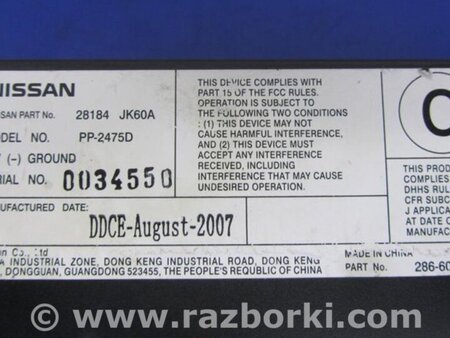 NISSAN
SAN PART No. 28184 JK60A
DEL NO. PP-2475D
(-) GROUND
RIAL NO. 0034550
NUFACTURED DATE:
DDCE-August-2007
on Co., Ltd
A INDUSTRIAL ZONE, DONG KENG INDUSTRIAL ROAD, DONG KENG
, DONGGUAN, GUANGDONG 523455, THE PEOPLE'S REPUBLIC OF CHINA
THIS DEVICE COMPLIES WITH
PART 15 OF THE FCC RULES.
OPERATION IS SUBJECT TO
THE FOLLOWING TWO CONDITIONS
: (1) THIS DEVICE MAY NOT
CAUSE HARMFUL INTERFERENCE,
AND (2) THIS DEVICE MUST
ACCEPT ANY INTERFERENCE
RECEIVED, INCLUDING
INTERFERENCE THAT MAY CAUSE
UNDESIRED OPERATION.
THIS PROD
COMPLIES
DHHS RUL
CFR SUBC
J APPLICA
AT DATE O
MANUFAC
MADE IN CHINA
PART No. 286-60
www.razborki.com